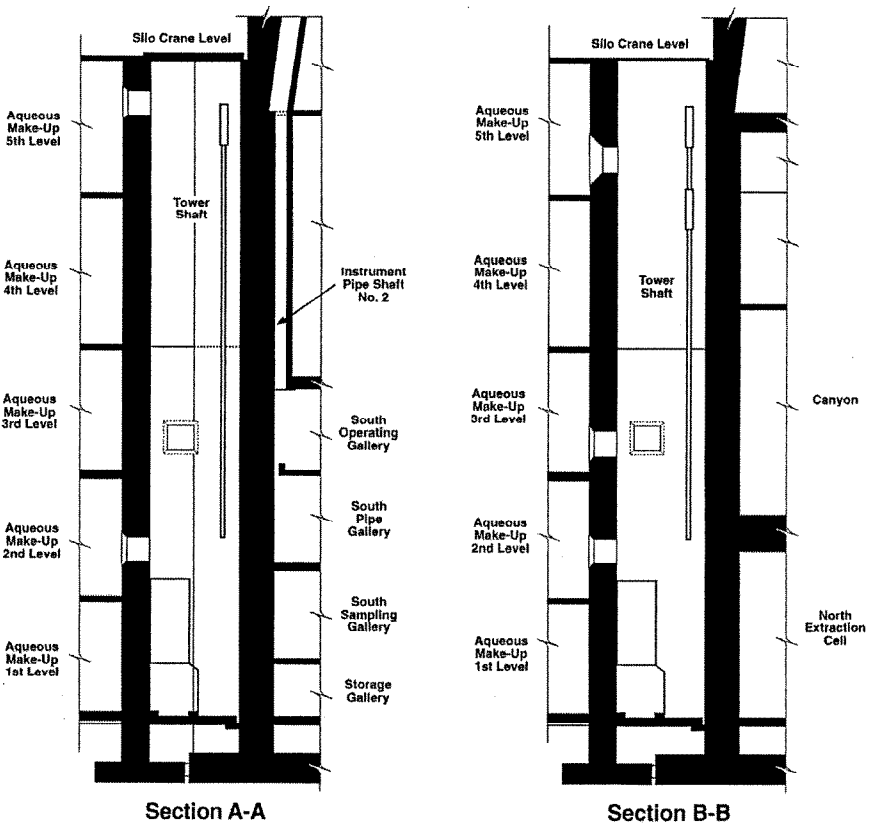 Silo Crane Level
Aqueous
Make-Up
5th Level
Tower
Shaft
Aqueous
Make-Up
4th Level
Instrument
Pipe Shaft
No. 2
Aqueous
Make-Up
3rd Level
South
Operating
Gallery
Aqueous
Make-Up
2nd Level
South
Pipe
Gallery
South
Sampling
Gallery
Aqueous
Make-Up
1st Level
Storage
Gallery
Section A-A
Silo Crane Level
Aqueous
Make-Up
5th Level
Aqueous
Make-Up
4th Level
Tower
Shaft
Aqueous
Make-Up
3rd Level
Canyon
Aqueous
Make-Up
2nd Level
North
Extraction
Cell
Aqueous
Make-Up
1st Level
Section B-B